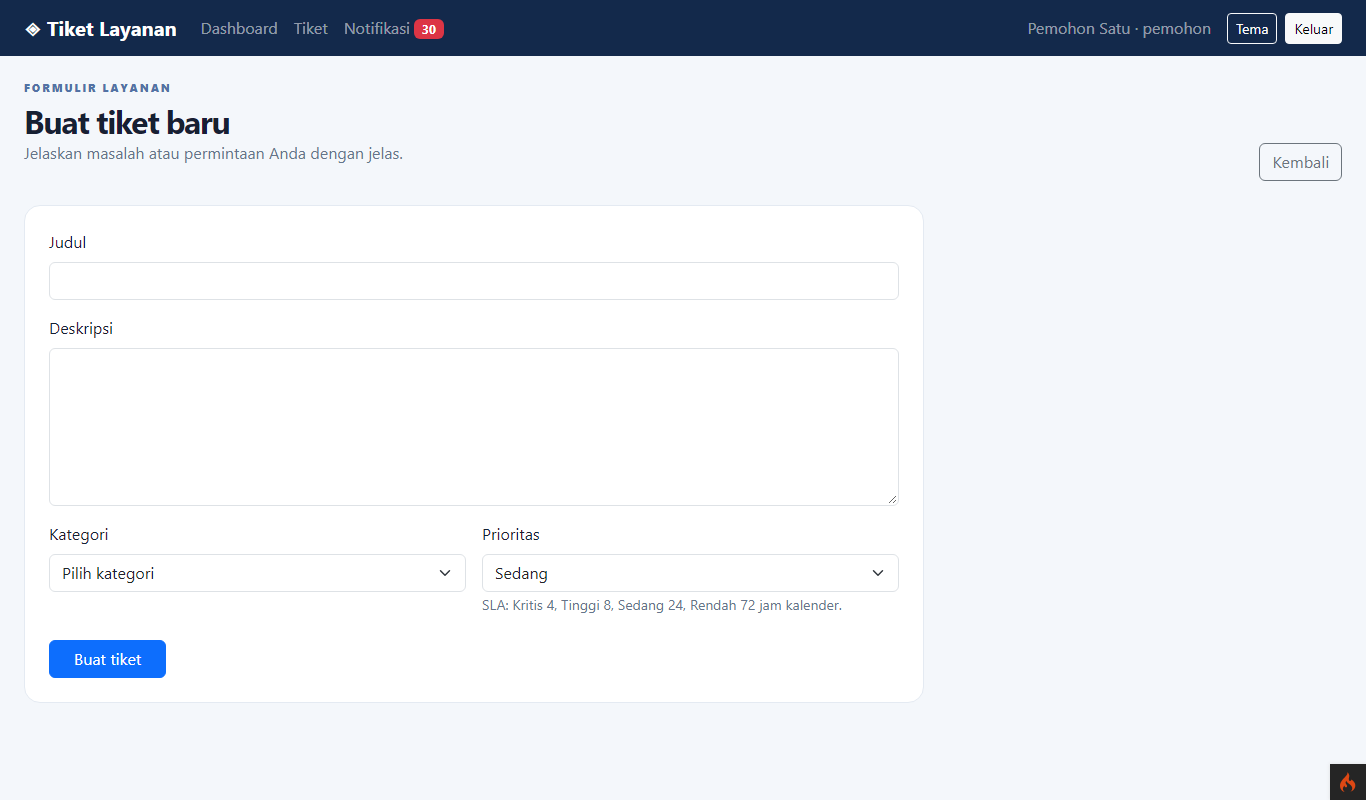 Tiket Layanan Dashboard Tiket Notifikasi 30 Pemohon Satu · pemohon Tema Keluar
FORMULIR LAYANAN
Buat tiket baru
Jelaskan masalah atau permintaan Anda dengan jelas.
Kembali
Judul
Deskripsi
Kategori Prioritas
Pilih kategori Sedang
SLA: Kritis 4, Tinggi 8, Sedang 24, Rendah 72 jam kalender.
Buat tiket